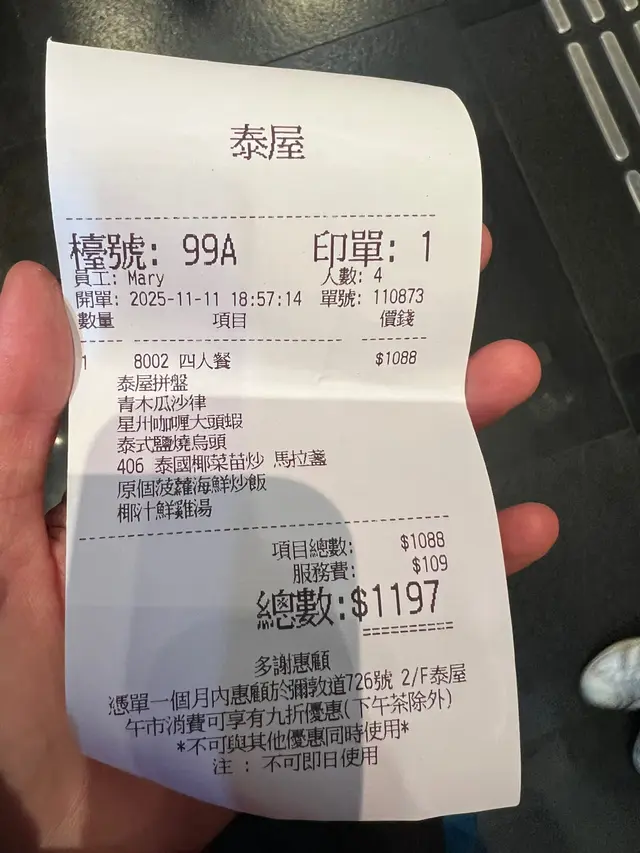 泰屋
檯號: 99A 印單: 1
員工: Mary 人數: 4
開單: 2025-11-11 18:57:14 單號: 110873
數量 項目 價錢
1 8002 四人餐 $1088
泰屋拼盤
青木瓜沙律
星州咖喱大頭蝦
泰式鹽燒烏頭
406 泰國椰菜苗炒 馬拉盞
原個菠蘿海鮮炒飯
椰汁鮮雞湯
項目總數: $1088
服務費: $109
總數:$1197
多謝惠顧
憑單一個月內惠顧於彌敦道726號 2/F泰屋
午市消費可享有九折優惠(下午茶除外)
*不可與其他優惠同時使用*
注 : 不可即日使用